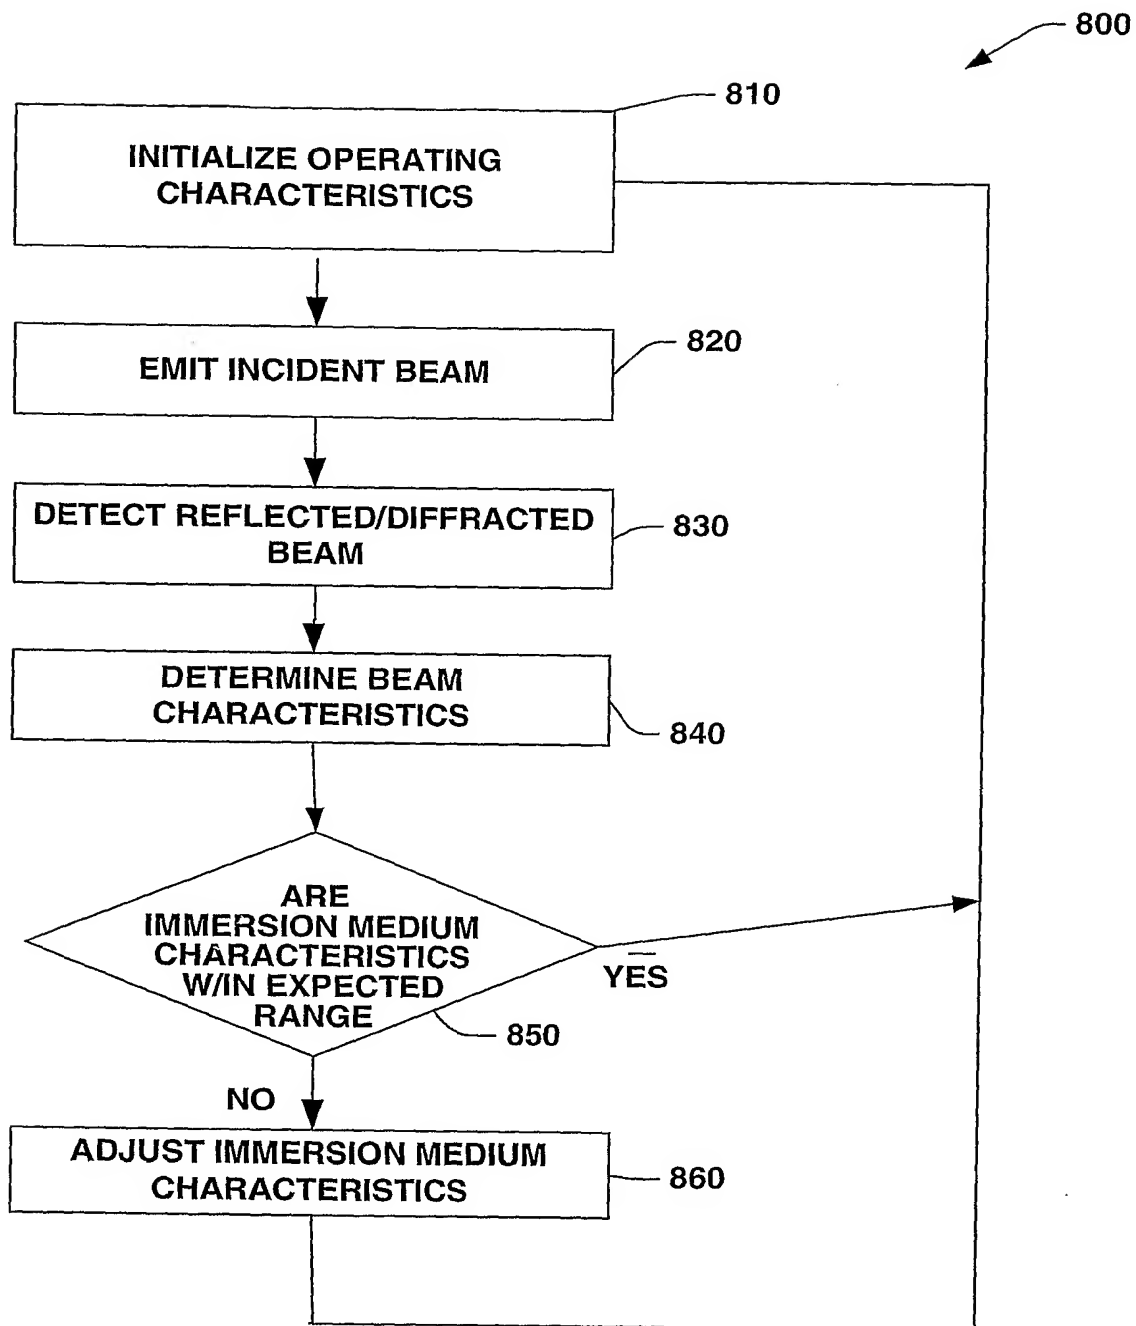 800
810
INITIALIZE OPERATING
CHARACTERISTICS
820
EMIT INCIDENT BEAM
DETECT REFLECTED/DIFFRACTED
BEAM
830
DETERMINE BEAM
CHARACTERISTICS
840
ARE
IMMERSION MEDIUM
CHARACTERISTICS
W/IN EXPECTED
RANGE
YES
850
NO
ADJUST IMMERSION MEDIUM
CHARACTERISTICS
860